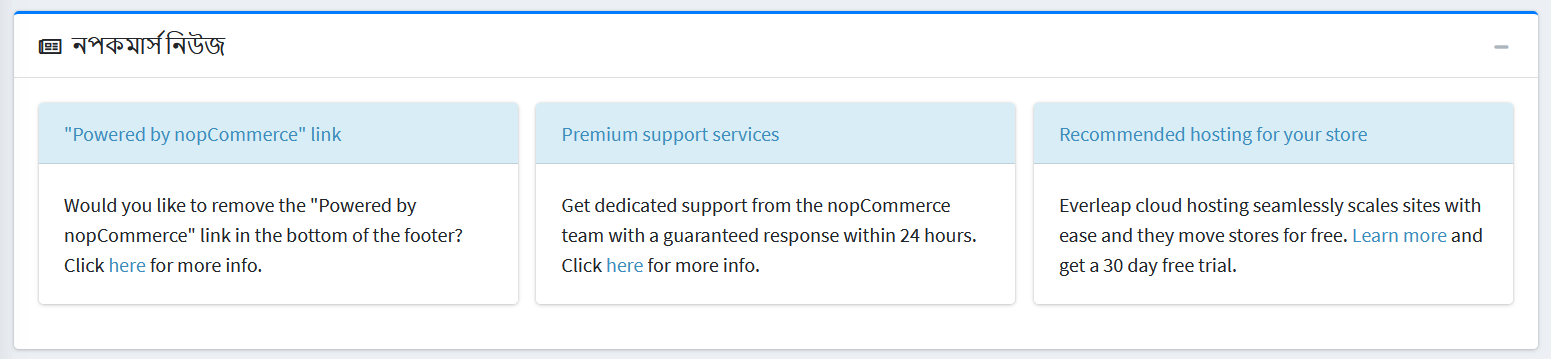 নপকমার্স নিউজ
"Powered by nopCommerce" link
Would you like to remove the "Powered by
nopCommerce" link in the bottom of the footer?
Click here for more info.
Premium support services
Get dedicated support from the nopCommerce
team with a guaranteed response within 24 hours.
Click here for more info.
Recommended hosting for your store
Everleap cloud hosting seamlessly scales sites with
ease and they move stores for free. Learn more and
get a 30 day free trial.